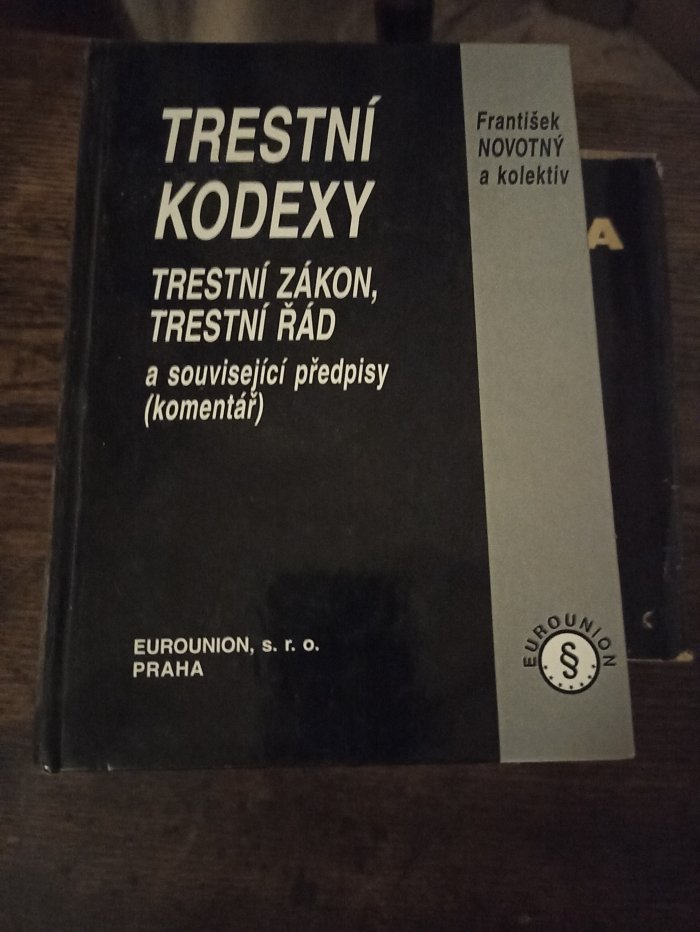 TRESTNÍ
KODEXY
TRESTNÍ ZÁKON,
TRESTNÍ ŘÁD
a související předpisy
(komentář)
František
NOVOTNÝ
a kolektiv
A
EUROUNION, s. r. o.
PRAHA
EUROUNION
§